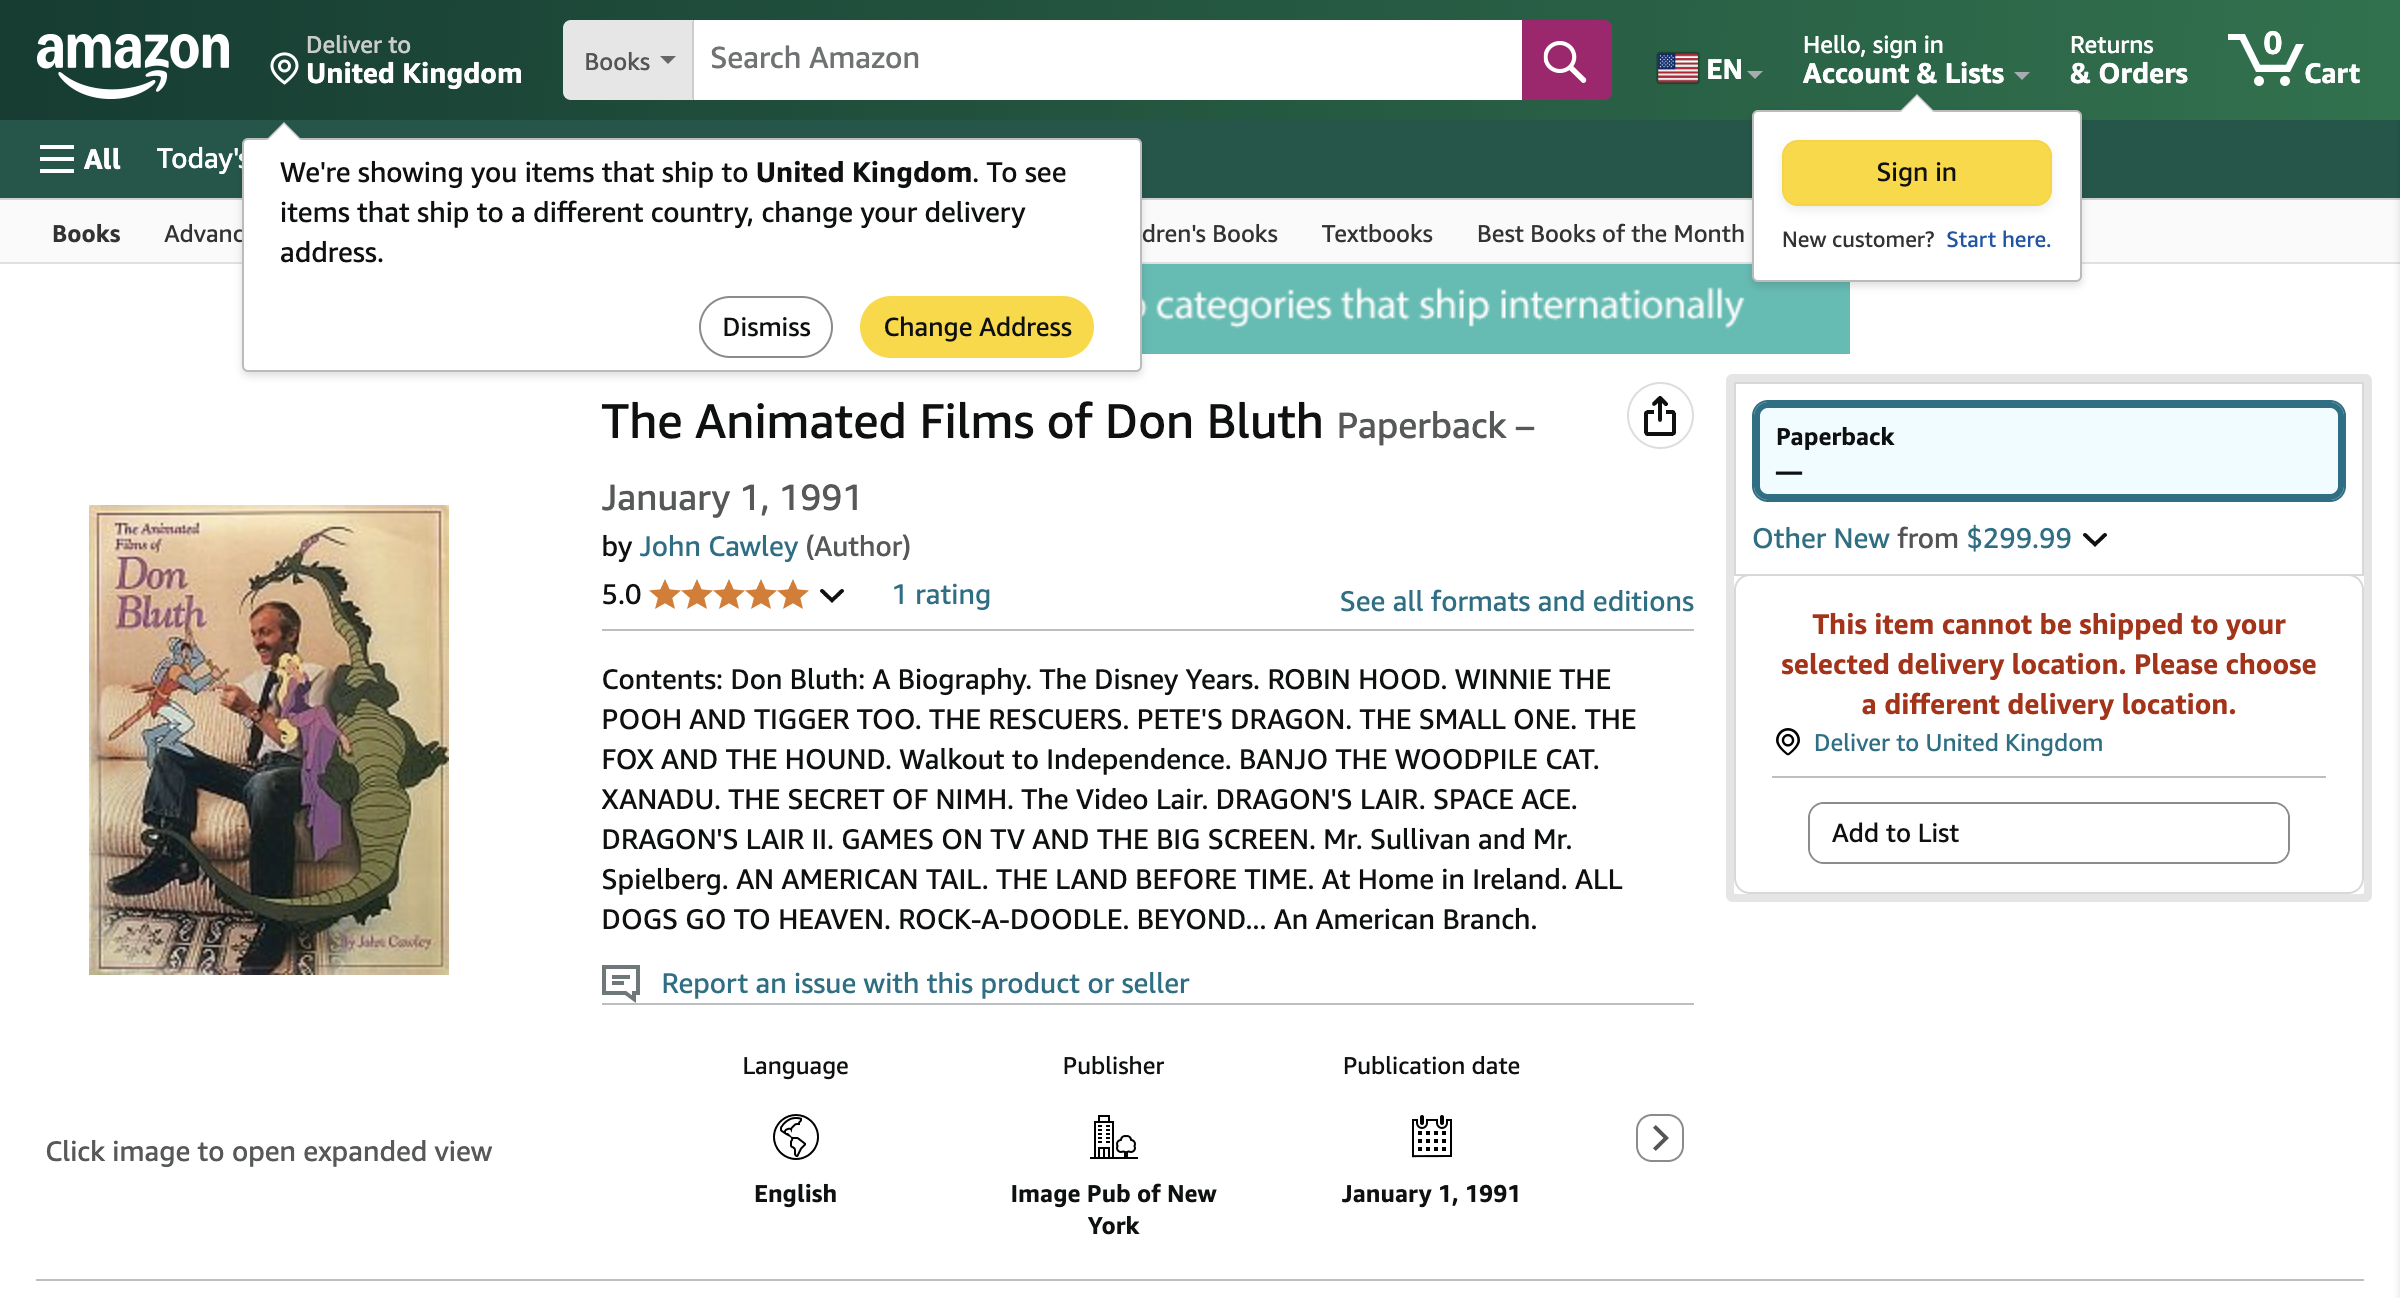 amazon
Deliver to
United Kingdom
Books
Search Amazon
EN
Hello, sign in
Account & Lists
Returns
& Orders
0
Cart
All
Today's
We're showing you items that ship to United Kingdom. To see
items that ship to a different country, change your delivery
address.
Dismiss
Change Address
Sign in
New customer? Start here.
Books
Advanc
dren's Books
Textbooks
Best Books of the Month
categories that ship internationally
The Animated Films of Don Bluth Paperback –
January 1, 1991
by John Cawley (Author)
5.0
1 rating
See all formats and editions
Contents: Don Bluth: A Biography. The Disney Years. ROBIN HOOD. WINNIE THE
POOH AND TIGGER TOO. THE RESCUERS. PETE'S DRAGON. THE SMALL ONE. THE
FOX AND THE HOUND. Walkout to Independence. BANJO THE WOODPILE CAT.
XANADU. THE SECRET OF NIMH. The Video Lair. DRAGON'S LAIR. SPACE ACE.
DRAGON'S LAIR II. GAMES ON TV AND THE BIG SCREEN. Mr. Sullivan and Mr.
Spielberg. AN AMERICAN TAIL. THE LAND BEFORE TIME. At Home in Ireland. ALL
DOGS GO TO HEAVEN. ROCK-A-DOODLE. BEYOND... An American Branch.
Report an issue with this product or seller
Language
English
Publisher
Image Pub of New
York
Publication date
January 1, 1991
The Animated
Films of
Don
Bluth
By John Cawley
Click image to open expanded view
Paperback
—
Other New from $299.99
This item cannot be shipped to your
selected delivery location. Please choose
a different delivery location.
Deliver to United Kingdom
Add to List